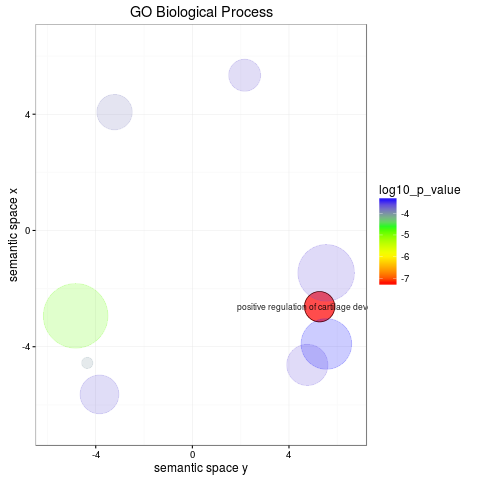 GO Biological Process
semantic space x
4
0
-4
positive regulation of cartilage dev
-4
0
4
semantic space y
log10_p_value
-4
-5
-6
-7